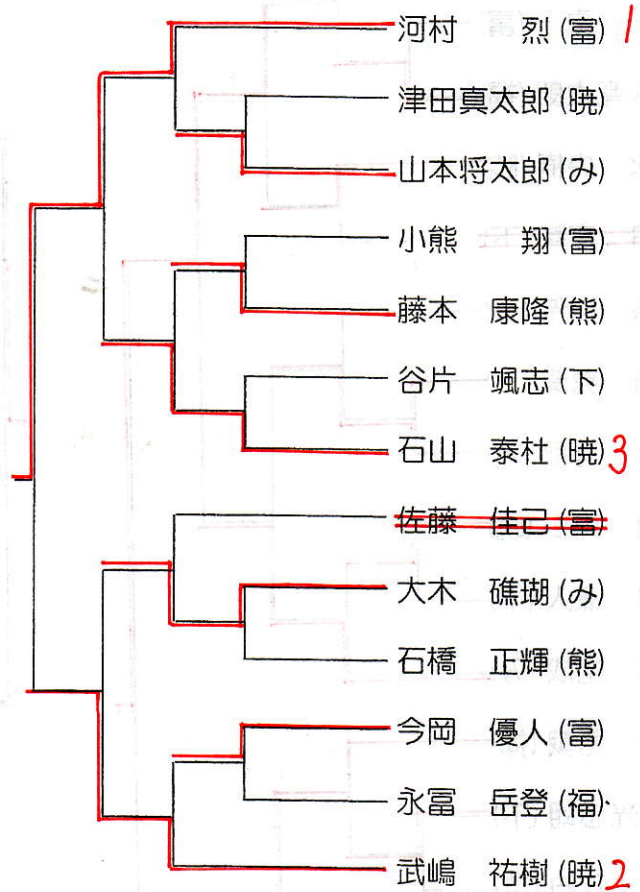 河村 烈(富) 1
津田真太郎(暁)
山本将太郎(み)
小熊 翔(富)
藤本 康隆(熊)
谷片 颯志(下)
石山 泰杜(暁) 3
佐藤 佳己(富)
大木 礁瑚(み)
石橋 正輝(熊)
今岡 優人(富)
永冨 岳登(福)
武嶋 祐樹(暁) 2